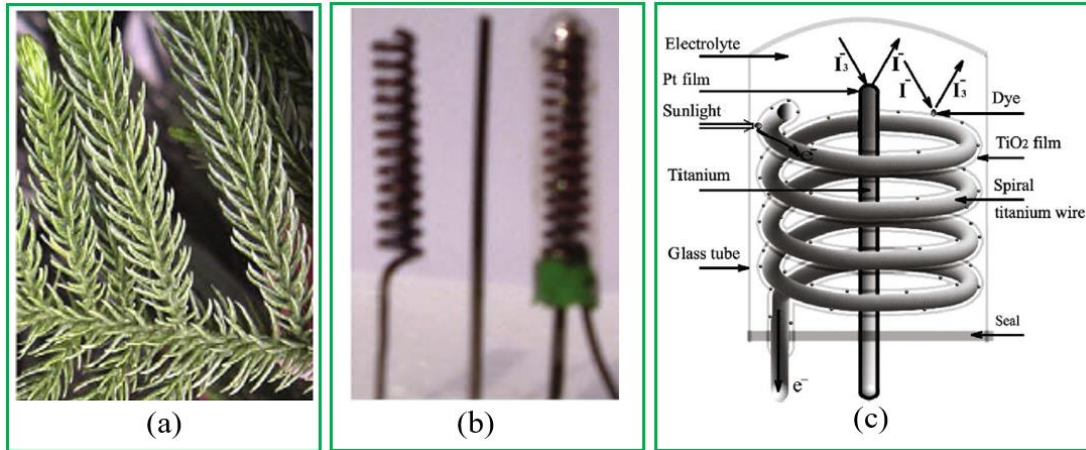 Electrolyte
Pt film
Sunlight
Titanium
Glass tube
I₃⁻ I⁻ I⁻ I₃⁻
Dye
TiO₂ film
Spiral
titanium wire
Seal
e⁻
(a)
(b)
(c)